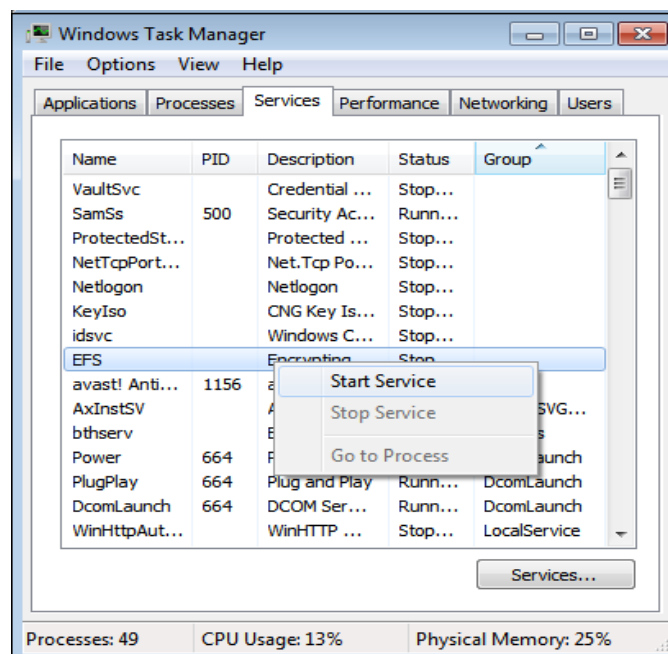 Windows Task Manager
File Options View Help
Applications Processes Services Performance Networking Users
Name PID Description Status Group
VaultSvc Credential ... Stop...
SamSs 500 Security Ac... Runn...
ProtectedSt... Protected ... Stop...
NetTcpPort... Net.Tcp Po... Stop...
Netlogon Netlogon Stop...
KeyIso CNG Key Is... Stop...
idsvc Windows C... Stop...
EFS Encrypting Stop
avast! Anti... 1156
Start Service
AxInstSV SVG...
Stop Service
bthserv
Power 664 aunch
Go to Process
PlugPlay 664 Plug and Play Runn... DcomLaunch
DcomLaunch 664 DCOM Ser... Runn... DcomLaunch
WinHttpAut... WinHTTP ... Stop... LocalService
Services...
Processes: 49 CPU Usage: 13% Physical Memory: 25%